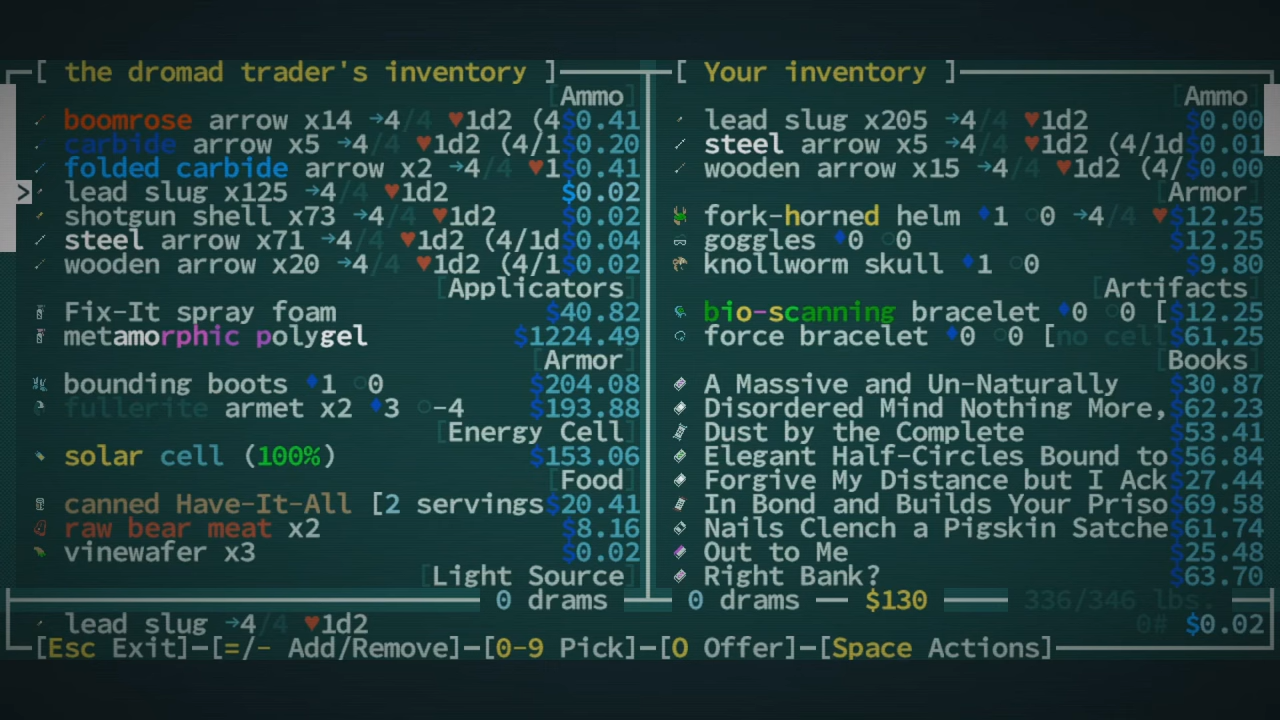 [ the dromad trader's inventory ]
[Ammo]
boomrose arrow x14 →4/4 ♥1d2 (4 $0.41
carbide arrow x5 →4/4 ♥1d2 (4/1 $0.20
folded carbide arrow x2 →4/4 ♥1 $0.41
> lead slug x125 →4/4 ♥1d2 $0.02
shotgun shell x73 →4/4 ♥1d2 $0.02
steel arrow x71 →4/4 ♥1d2 (4/1d $0.04
wooden arrow x20 →4/4 ♥1d2 (4/1 $0.02
[Applicators]
Fix-It spray foam $40.82
metamorphic polygel $1224.49
[Armor]
bounding boots ♦1 ○0 $204.08
fullerite armet x2 ♦3 ○-4 $193.88
[Energy Cell]
solar cell (100%) $153.06
[Food]
canned Have-It-All [2 servings $20.41
raw bear meat x2 $8.16
vinewafer x3 $0.02
[Light Source]
0 drams
[ Your inventory ]
[Ammo]
lead slug x205 →4/4 ♥1d2 $0.00
steel arrow x5 →4/4 ♥1d2 (4/1d $0.01
wooden arrow x15 →4/4 ♥1d2 (4/ $0.00
[Armor]
fork-horned helm ♦1 ○0 →4/4 ♥ $12.25
goggles ♦0 ○0 $12.25
knollworm skull ♦1 ○0 $9.80
[Artifacts]
bio-scanning bracelet ♦0 ○0 [ $12.25
force bracelet ♦0 ○0 [no cell $61.25
[Books]
A Massive and Un-Naturally $30.87
Disordered Mind Nothing More, $62.23
Dust by the Complete $53.41
Elegant Half-Circles Bound to $56.84
Forgive My Distance but I Ack $27.44
In Bond and Builds Your Priso $69.58
Nails Clench a Pigskin Satche $61.74
Out to Me $25.48
Right Bank? $63.70
0 drams — $130 336/346 lbs.
lead slug →4/4 ♥1d2 0# $0.02
[Esc Exit]-[=/- Add/Remove]-[0-9 Pick]-[O Offer]-[Space Actions]